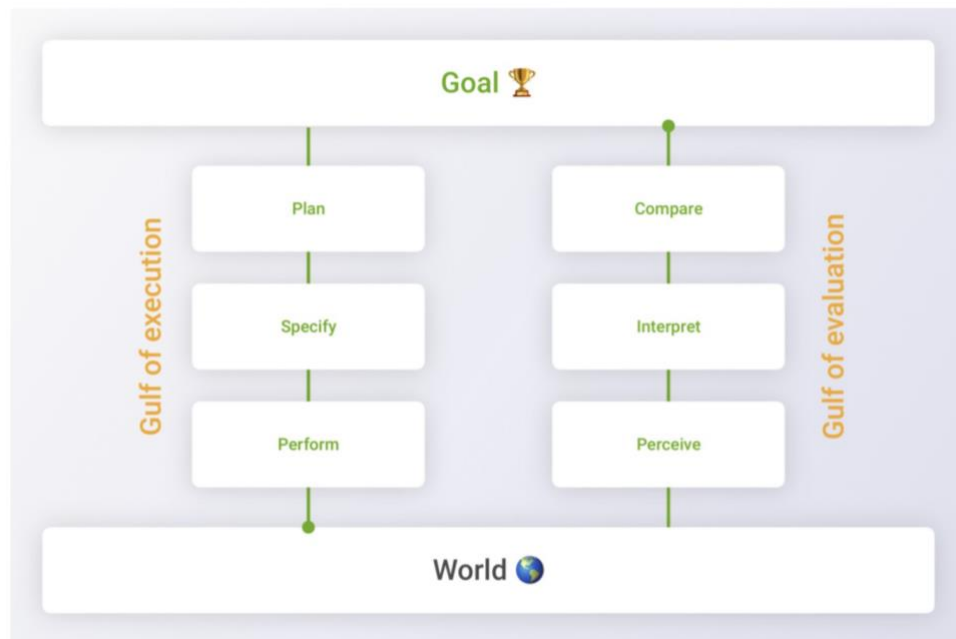 Goal 🏆
Plan
Compare
Gulf of execution
Gulf of evaluation
Specify
Interpret
Perform
Perceive
World 🌎